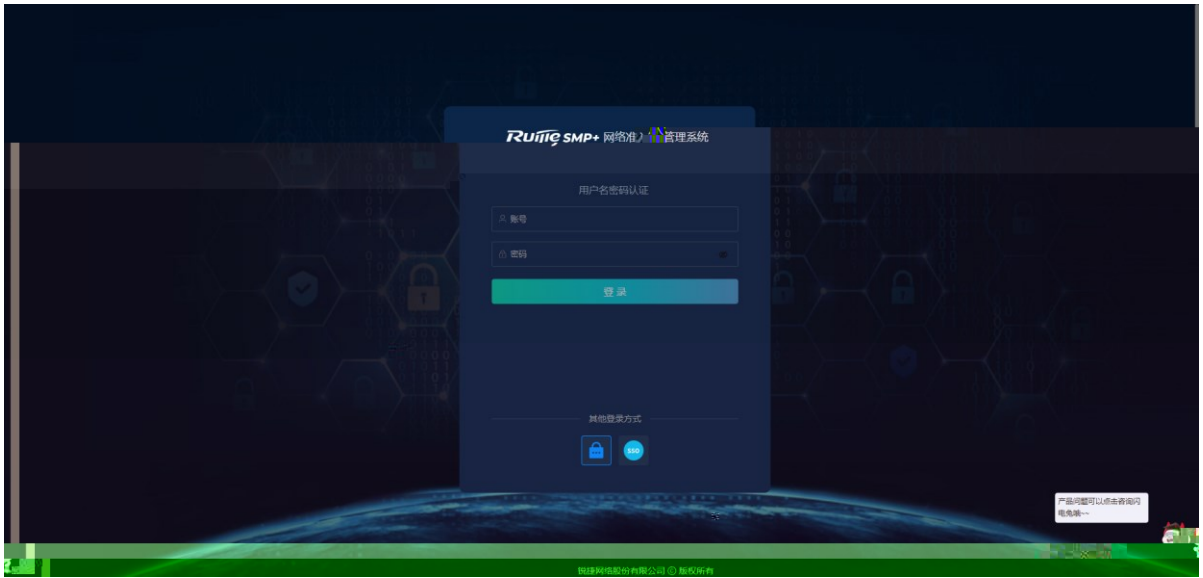 Ruijie SMP+ 网络准入 管理系统
用户名密码认证
账号
密码
登 录
其他登录方式
SSO
产品问题可以点击咨询闪
电兔哦~~
锐捷网络股份有限公司 © 版权所有